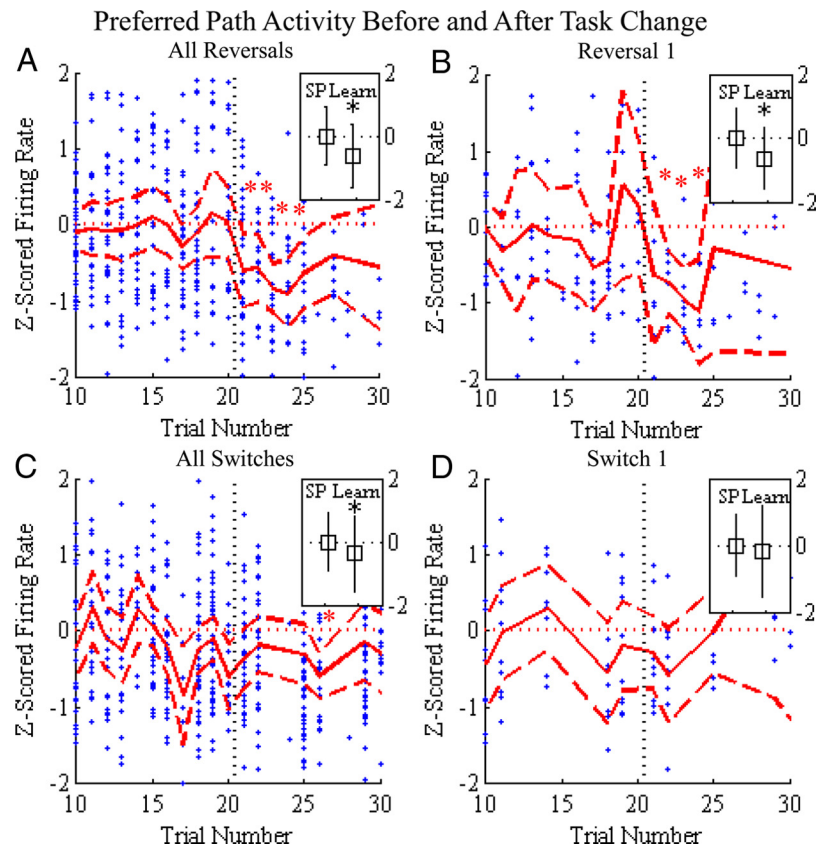 Preferred Path Activity Before and After Task Change
A
All Reversals
Z-Scored Firing Rate
2
1
0
-1
-2
10
15
20
25
30
Trial Number
**
**
SP Learn
*
2
0
-2
B
Reversal 1
Z-Scored Firing Rate
2
1
0
-1
-2
10
15
20
25
30
Trial Number
***
SP Learn
*
2
0
-2
C
All Switches
Z-Scored Firing Rate
2
1
0
-1
-2
10
15
20
25
30
Trial Number
*
SP Learn
*
2
0
-2
D
Switch 1
Z-Scored Firing Rate
2
1
0
-1
-2
10
15
20
25
30
Trial Number
SP Learn
2
0
-2